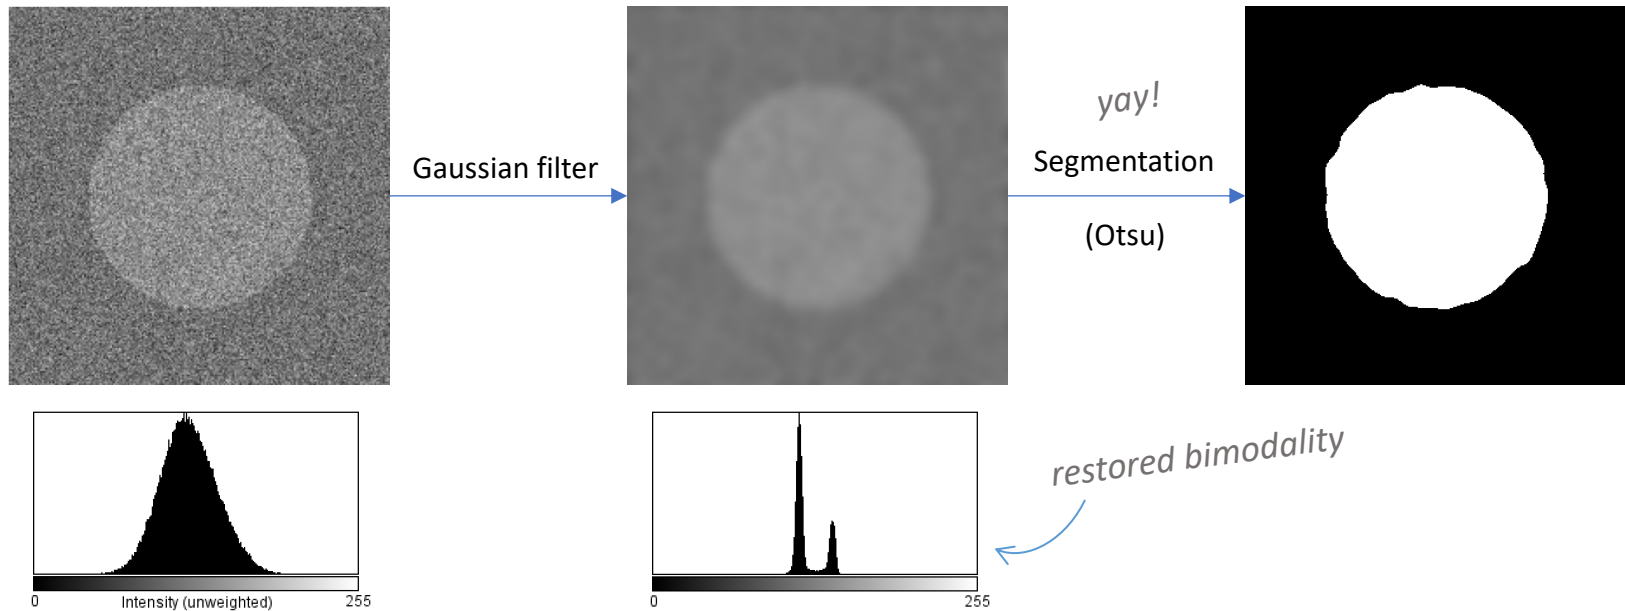 Gaussian filter
yay!
Segmentation
(Otsu)
restored bimodality
0 Intensity (unweighted) 255
0 255